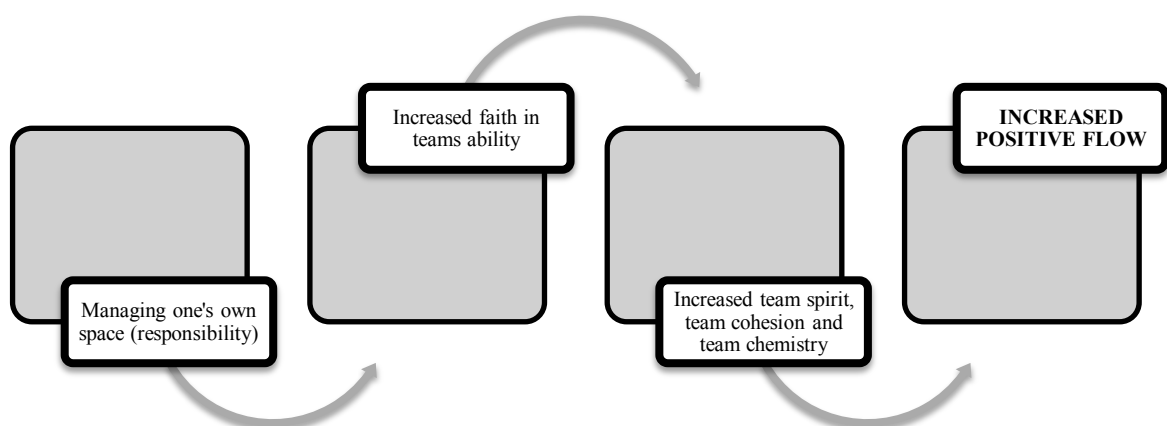 Managing one's own
space (responsibility)
Increased faith in
teams ability
Increased team spirit,
team cohesion and
team chemistry
INCREASED
POSITIVE FLOW